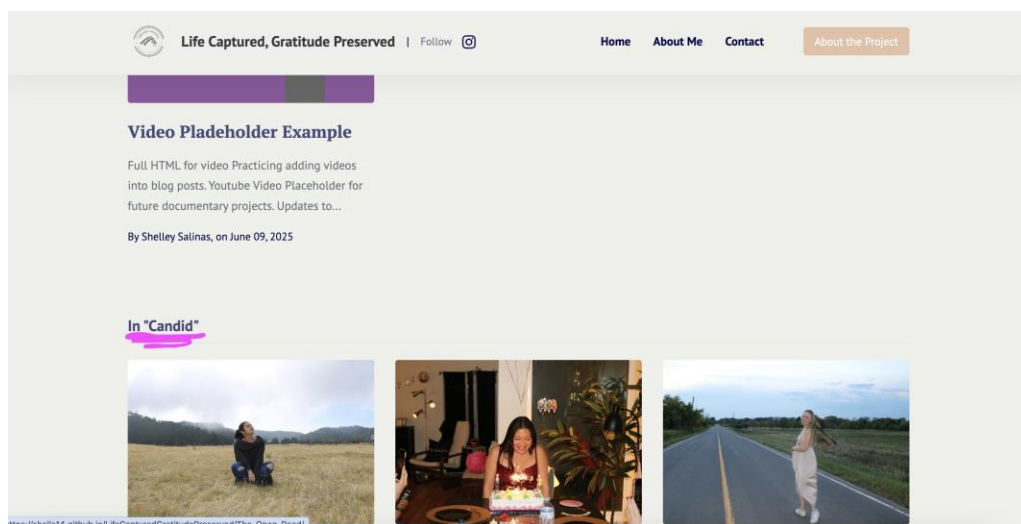 Life Captured, Gratitude Preserved | Follow
Home About Me Contact About the Project
Video Pladeholder Example
Full HTML for video Practicing adding videos
into blog posts. Youtube Video Placeholder for
future documentary projects. Updates to...
By Shelley Salinas, on June 09, 2025
In "Candid"